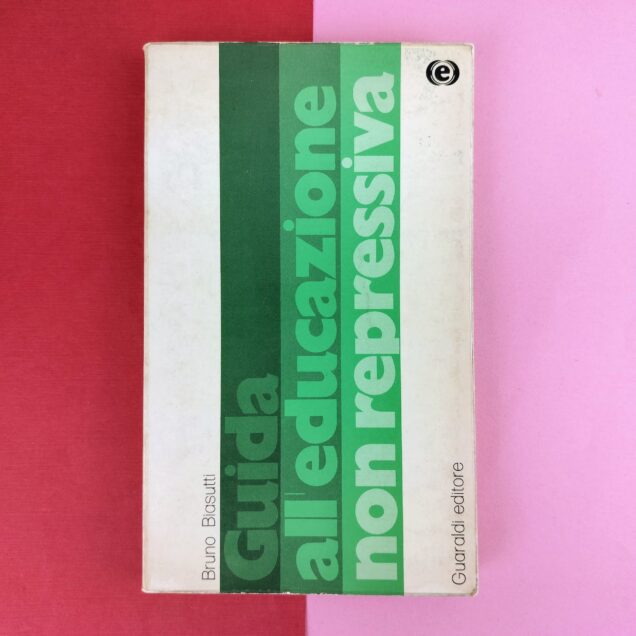 Bruno Biasutti
Guida
all'educazione
non repressiva
Guaraldi editore
e